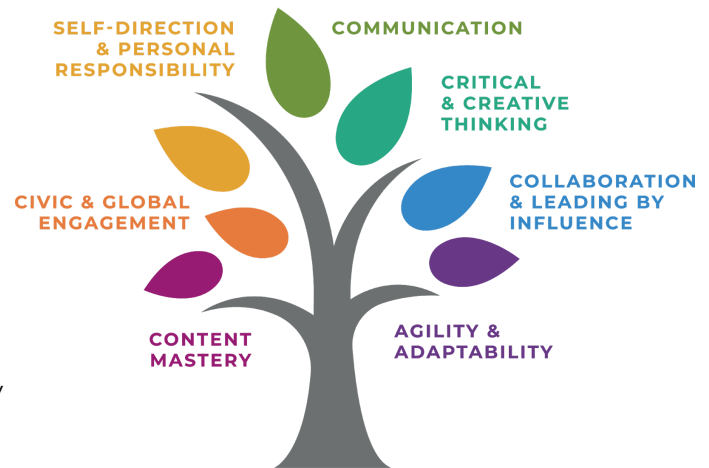 SELF-DIRECTION
& PERSONAL
RESPONSIBILITY
COMMUNICATION
CRITICAL
& CREATIVE
THINKING
COLLABORATION
& LEADING BY
INFLUENCE
CIVIC & GLOBAL
ENGAGEMENT
CONTENT
MASTERY
AGILITY &
ADAPTABILITY